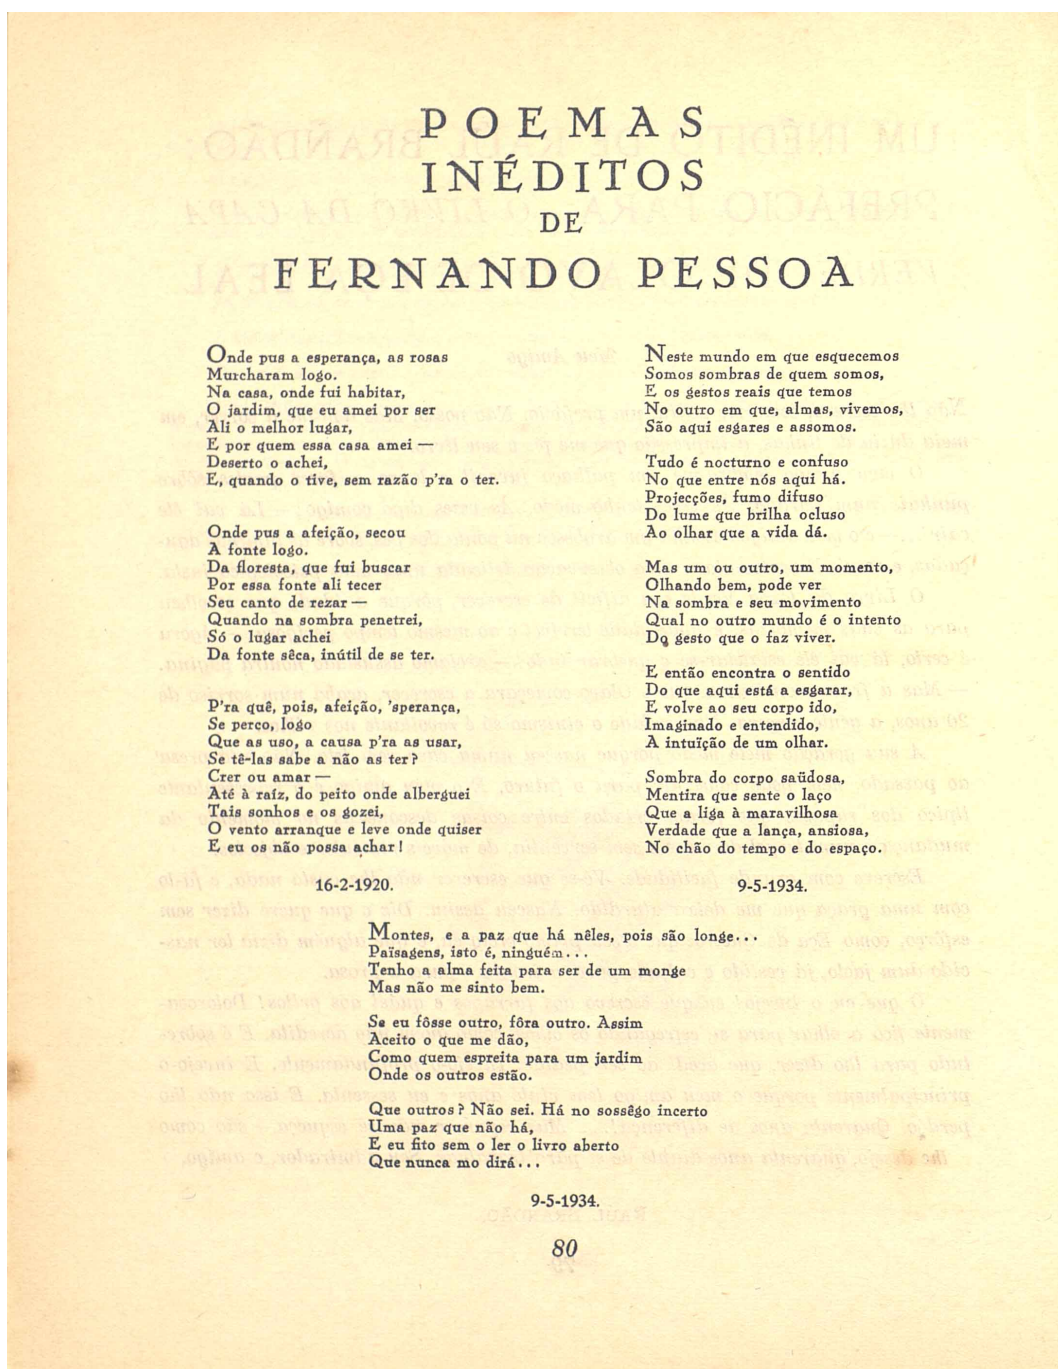 POEMAS
INÉDITOS
DE
FERNANDO PESSOA
Onde pus a esperança, as rosas
Murcharam logo.
Na casa, onde fui habitar,
O jardim, que eu amei por ser
Ali o melhor lugar,
E por quem essa casa amei —
Deserto o achei,
E, quando o tive, sem razão p'ra o ter.
Onde pus a afeição, secou
A fonte logo.
Da floresta, que fui buscar
Por essa fonte ali tecer
Seu canto de rezar —
Quando na sombra penetrei,
Só o lugar achei
Da fonte sêca, inútil de se ter.
P'ra quê, pois, afeição, 'sperança,
Se perco, logo
Que as uso, a causa p'ra as usar,
Se tê-las sabe a não as ter?
Crer ou amar —
Até à raíz, do peito onde alberguei
Tais sonhos e os gozei,
O vento arranque e leve onde quiser
E eu os não possa achar!
16-2-1920.
Neste mundo em que esquecemos
Somos sombras de quem somos,
E os gestos reais que temos
No outro em que, almas, vivemos,
São aqui esgares e assomos.
Tudo é nocturno e confuso
No que entre nós aqui há.
Projecções, fumo difuso
Do lume que brilha ocluso
Ao olhar que a vida dá.
Mas um ou outro, um momento,
Olhando bem, pode ver
Na sombra e seu movimento
Qual no outro mundo é o intento
Do gesto que o faz viver.
E então encontra o sentido
Do que aqui está a esgarar,
E volve ao seu corpo ido,
Imaginado e entendido,
A intuïção de um olhar.
Sombra do corpo saüdosa,
Mentira que sente o laço
Que a liga à maravilhosa
Verdade que a lança, ansiosa,
No chão do tempo e do espaço.
9-5-1934.
Montes, e a paz que há nêles, pois são longe...
Païsagens, isto é, ninguém...
Tenho a alma feita para ser de um monge
Mas não me sinto bem.
Se eu fôsse outro, fôra outro. Assim
Aceito o que me dão,
Como quem espreita para um jardim
Onde os outros estão.
Que outros? Não sei. Há no sossêgo incerto
Uma paz que não há,
E eu fito sem o ler o livro aberto
Que nunca mo dirá...
9-5-1934.
80